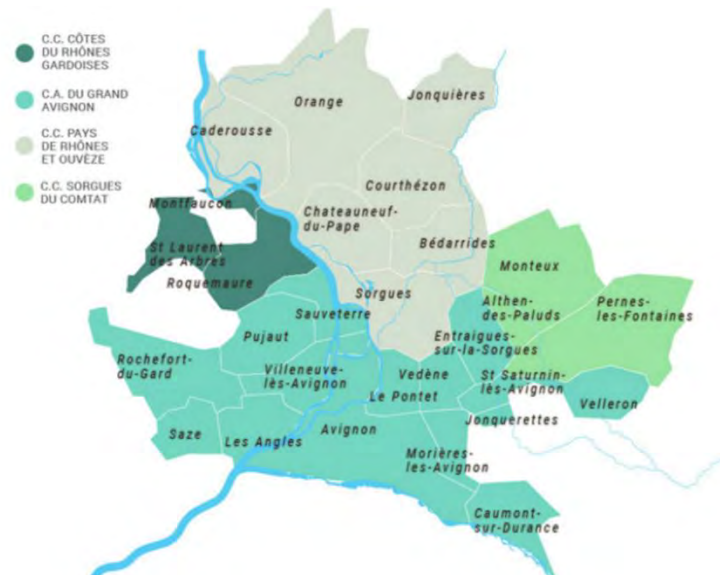 C.C. CÔTES
DU RHÔNES
GARDOISES
C.A. DU GRAND
AVIGNON
C.C. PAYS
DE RHÔNES
ET OUVÈZE
C.C. SORGUES
DU COMTAT
Orange
Jonquières
Caderousse
Courthézon
Montfaucon
Chateauneuf-
du-Pape
Bédarrides
St Laurent
des Arbres
Monteux
Roquemaure
Sorgues
Althen-
des-Paluds
Pernes-
les-Fontaines
Sauveterre
Pujaut
Entraigues-
sur-la-Sorgues
Rochefort-
du-Gard
Villeneuve-
lès-Avignon
Vedène
St Saturnin-
lès-Avignon
Le Pontet
Velleron
Jonquerettes
Saze
Les Angles
Avignon
Morières-
les-Avignon
Caumont-
sur-Durance